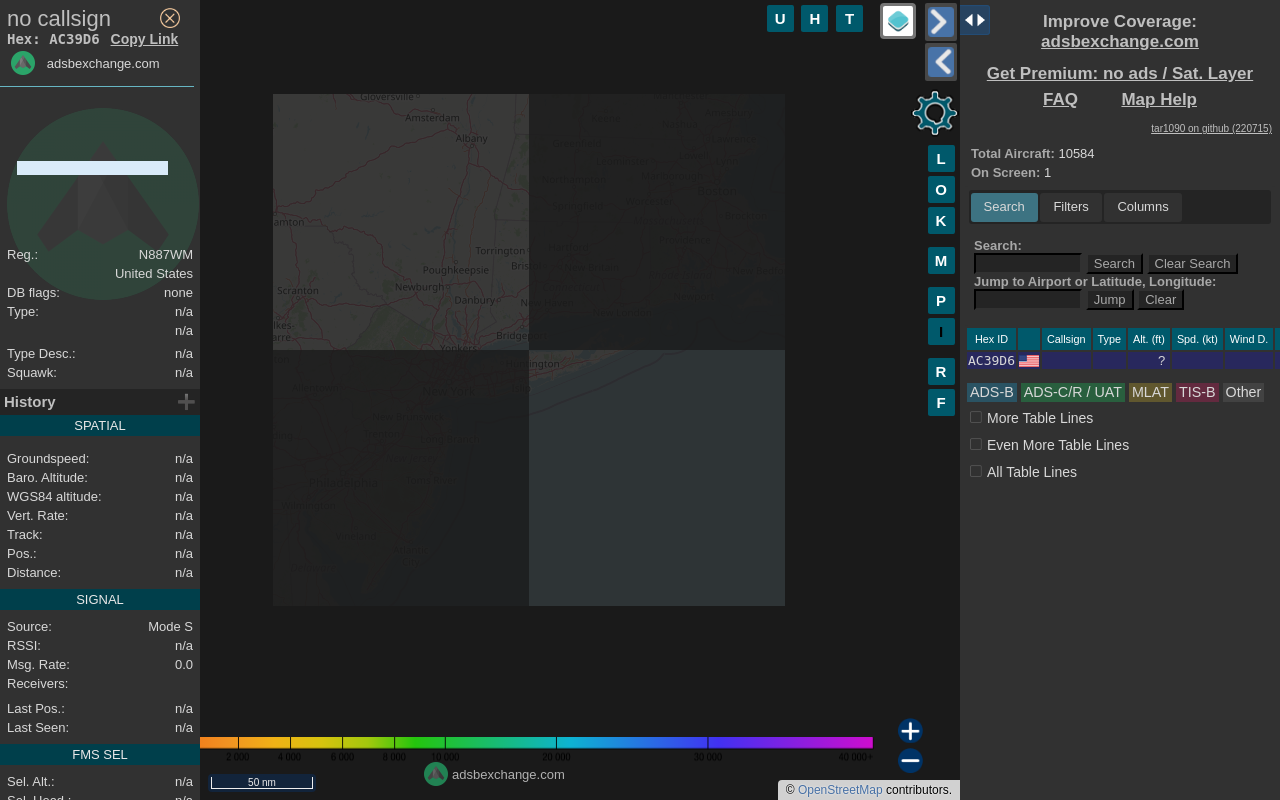 no callsign
Hex: AC39D6 Copy Link
adsbexchange.com
Reg.: N887WM
United States
DB flags: none
Type: n/a
n/a
Type Desc.: n/a
Squawk: n/a
History
SPATIAL
Groundspeed: n/a
Baro. Altitude: n/a
WGS84 altitude: n/a
Vert. Rate: n/a
Track: n/a
Pos.: n/a
Distance: n/a
SIGNAL
Source: Mode S
RSSI: n/a
Msg. Rate: 0.0
Receivers:
Last Pos.: n/a
Last Seen: n/a
FMS SEL
Sel. Alt.: n/a
U H T
L
O
K
M
P
I
R
F
Gloversville
Amsterdam
Albany
Torrington
Poughkeepsie
Newburgh
Scranton
Danbury
2 000 4 000 6 000 8 000 10 000 20 000 30 000 40 000+
adsbexchange.com
50 nm
© OpenStreetMap contributors.
Improve Coverage:
adsbexchange.com
Get Premium: no ads / Sat. Layer
FAQ Map Help
tar1090 on github (220715)
Total Aircraft: 10584
On Screen: 1
Search Filters Columns
Search:
Search Clear Search
Jump to Airport or Latitude, Longitude:
Jump Clear
Hex ID Callsign Type Alt. (ft) Spd. (kt) Wind D.
AC39D6 ?
ADS-B ADS-C/R / UAT MLAT TIS-B Other
More Table Lines
Even More Table Lines
All Table Lines